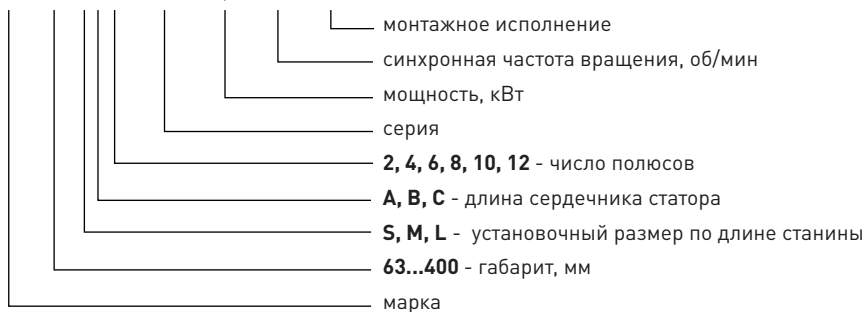 монтажное исполнение
синхронная частота вращения, об/мин
мощность, кВт
серия
2, 4, 6, 8, 10, 12 - число полюсов
A, B, C - длина сердечника статора
S, M, L - установочный размер по длине станины
63...400 - габарит, мм
марка